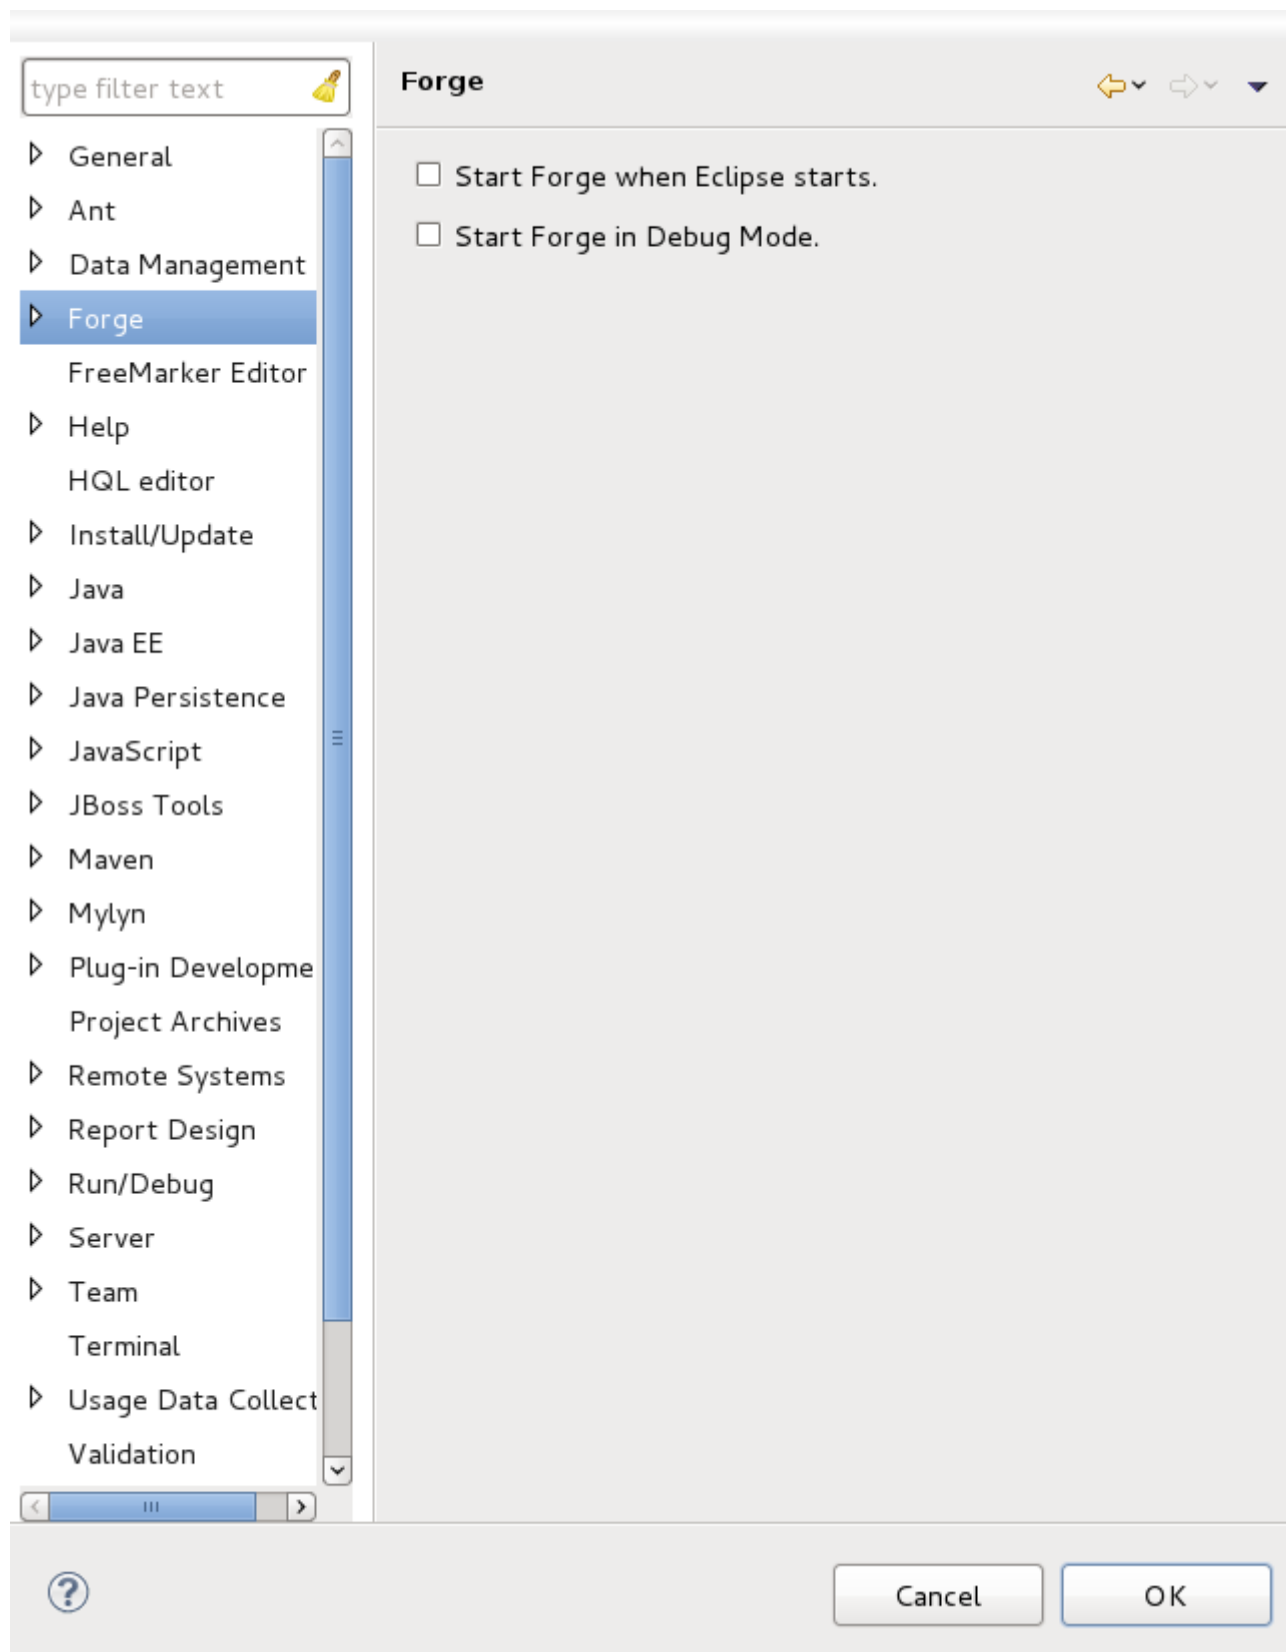 type filter text
General
Ant
Data Management
Forge
FreeMarker Editor
Help
HQL editor
Install/Update
Java
Java EE
Java Persistence
JavaScript
JBoss Tools
Maven
Mylyn
Plug-in Developme
Project Archives
Remote Systems
Report Design
Run/Debug
Server
Team
Terminal
Usage Data Collect
Validation
Forge
Start Forge when Eclipse starts.
Start Forge in Debug Mode.
Cancel
OK